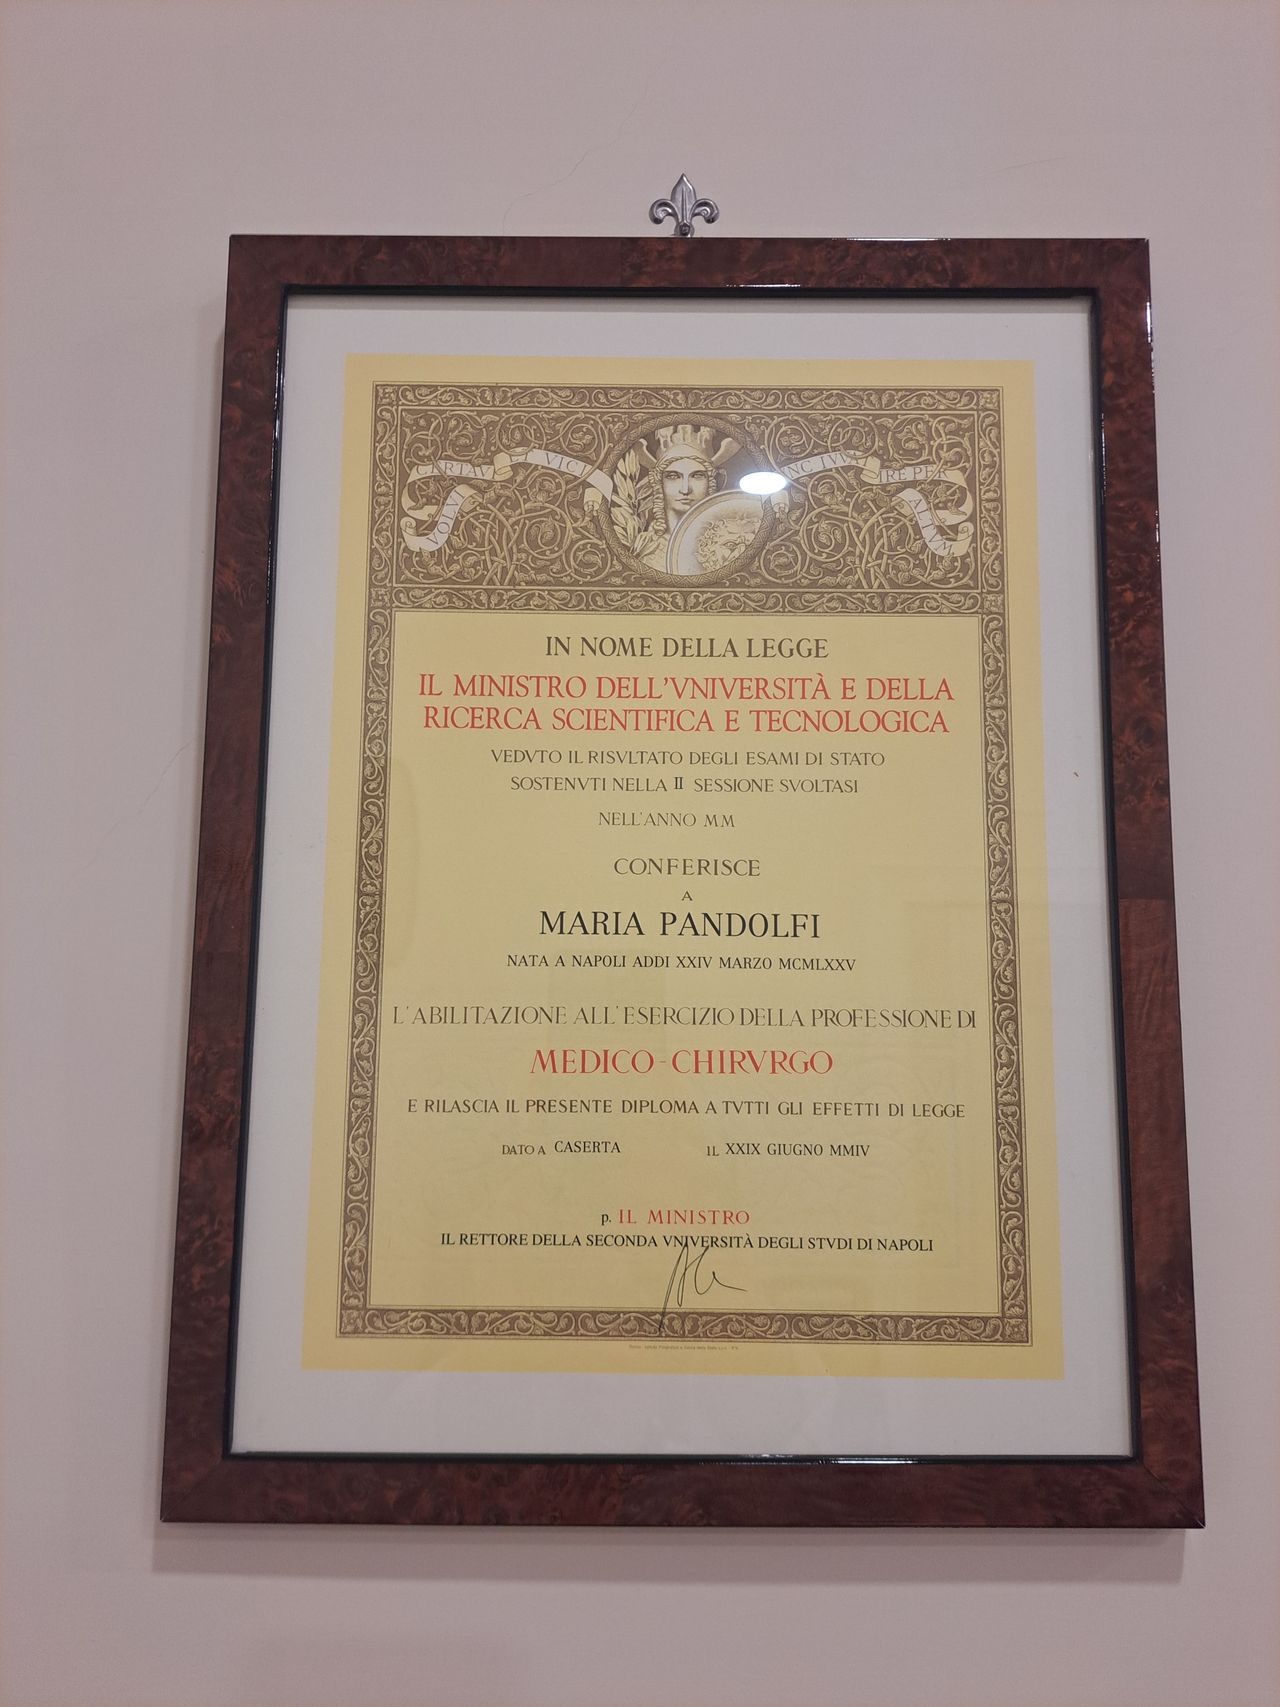 VOLVI
IN NOME DELLA LEGGE
IL MINISTRO DELL'VNIVERSITÀ E DELLA
RICERCA SCIENTIFICA E TECNOLOGICA
VEDVTO IL RISVLTATO DEGLI ESAMI DI STATO
SOSTENVTI NELLA II SESSIONE SVOLTASI
NELL'ANNO MM
CONFERISCE
A
MARIA PANDOLFI
NATA A NAPOLI ADDI XXIV MARZO MCMLXXV
L'ABILITAZIONE ALL'ESERCIZIO DELLA PROFESSIONE DI
MEDICO-CHIRVRGO
E RILASCIA IL PRESENTE DIPLOMA A TVTTI GLI EFFETTI DI LEGGE
DATO A CASERTA IL XXIX GIUGNO MMIV
p. IL MINISTRO
IL RETTORE DELLA SECONDA VNIVERSITÀ DEGLI STVDI DI NAPOLI